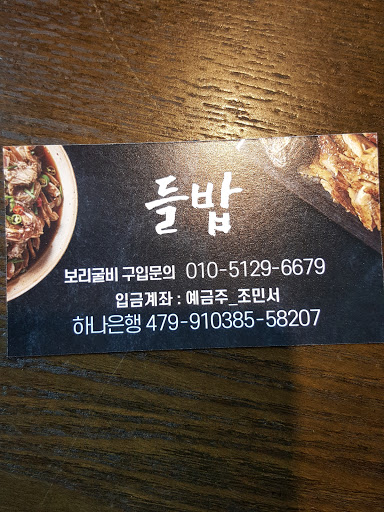 들밥
보리굴비 구입문의 010-5129-6679
입금계좌 : 예금주_조민서
하나은행 479-910385-58207